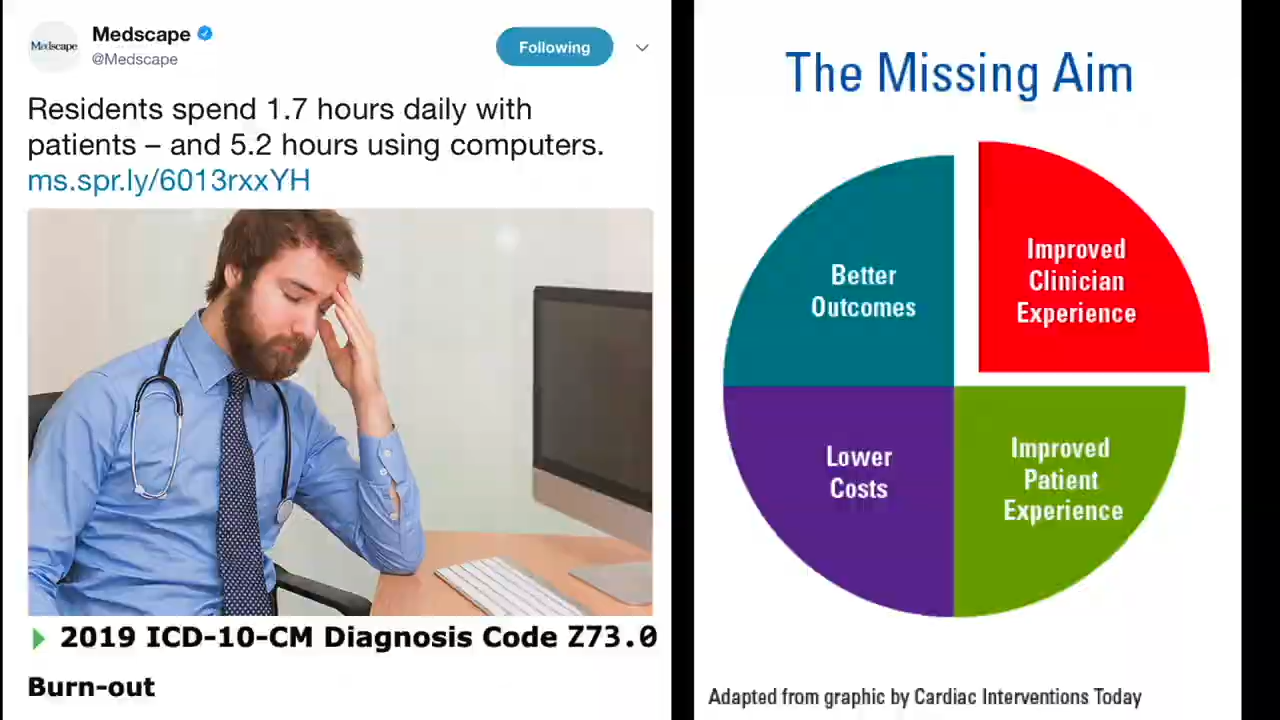 Medscape
Medscape
@Medscape
Following
Residents spend 1.7 hours daily with
patients – and 5.2 hours using computers.
ms.spr.ly/6013rxxYH
2019 ICD-10-CM Diagnosis Code Z73.0
Burn-out
The Missing Aim
Better
Outcomes
Improved
Clinician
Experience
Lower
Costs
Improved
Patient
Experience
Adapted from graphic by Cardiac Interventions Today